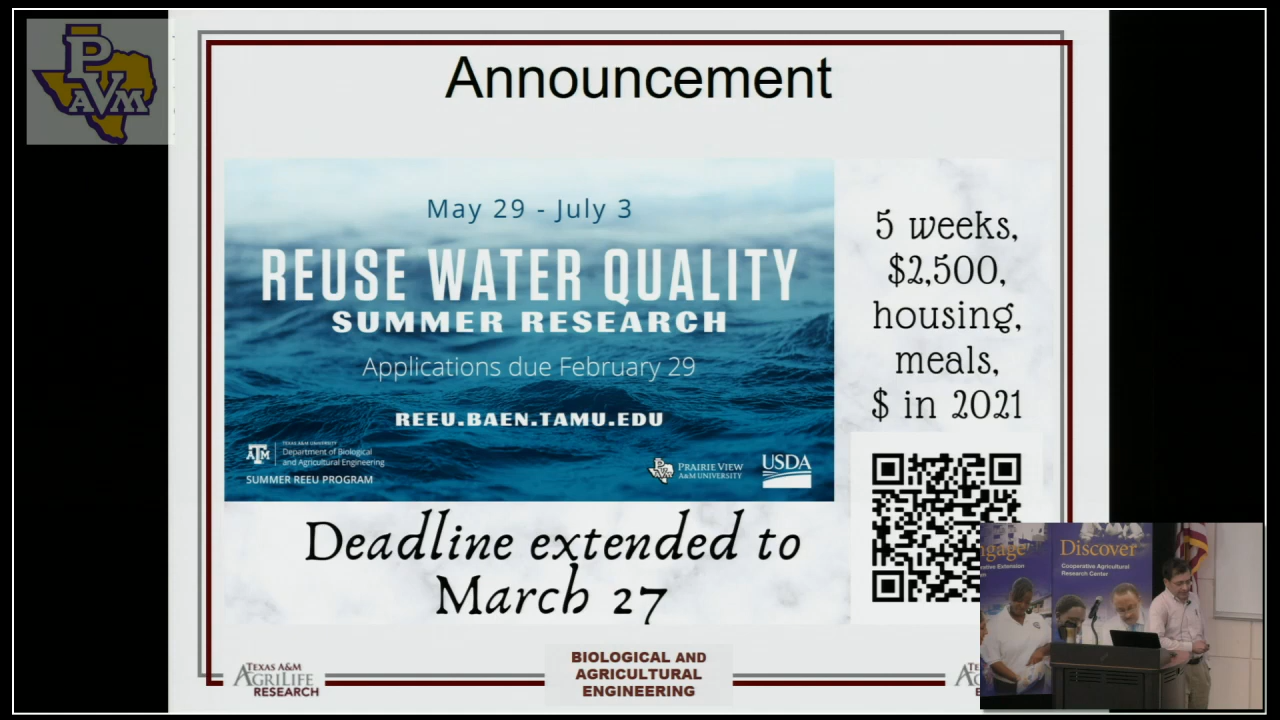 PVAM
Announcement
May 29 - July 3
REUSE WATER QUALITY
SUMMER RESEARCH
Applications due February 29
REEU.BAEN.TAMU.EDU
ATM
TEXAS A&M UNIVERSITY
Department of Biological
and Agricultural Engineering
SUMMER REEU PROGRAM
PRAIRIE VIEW
A&M UNIVERSITY
USDA
5 weeks,
$2,500,
housing,
meals,
$ in 2021
Deadline extended to
March 27
TEXAS A&M
AGRILIFE
RESEARCH
BIOLOGICAL AND
AGRICULTURAL
ENGINEERING
Discover
Cooperative Agricultural
Research Center